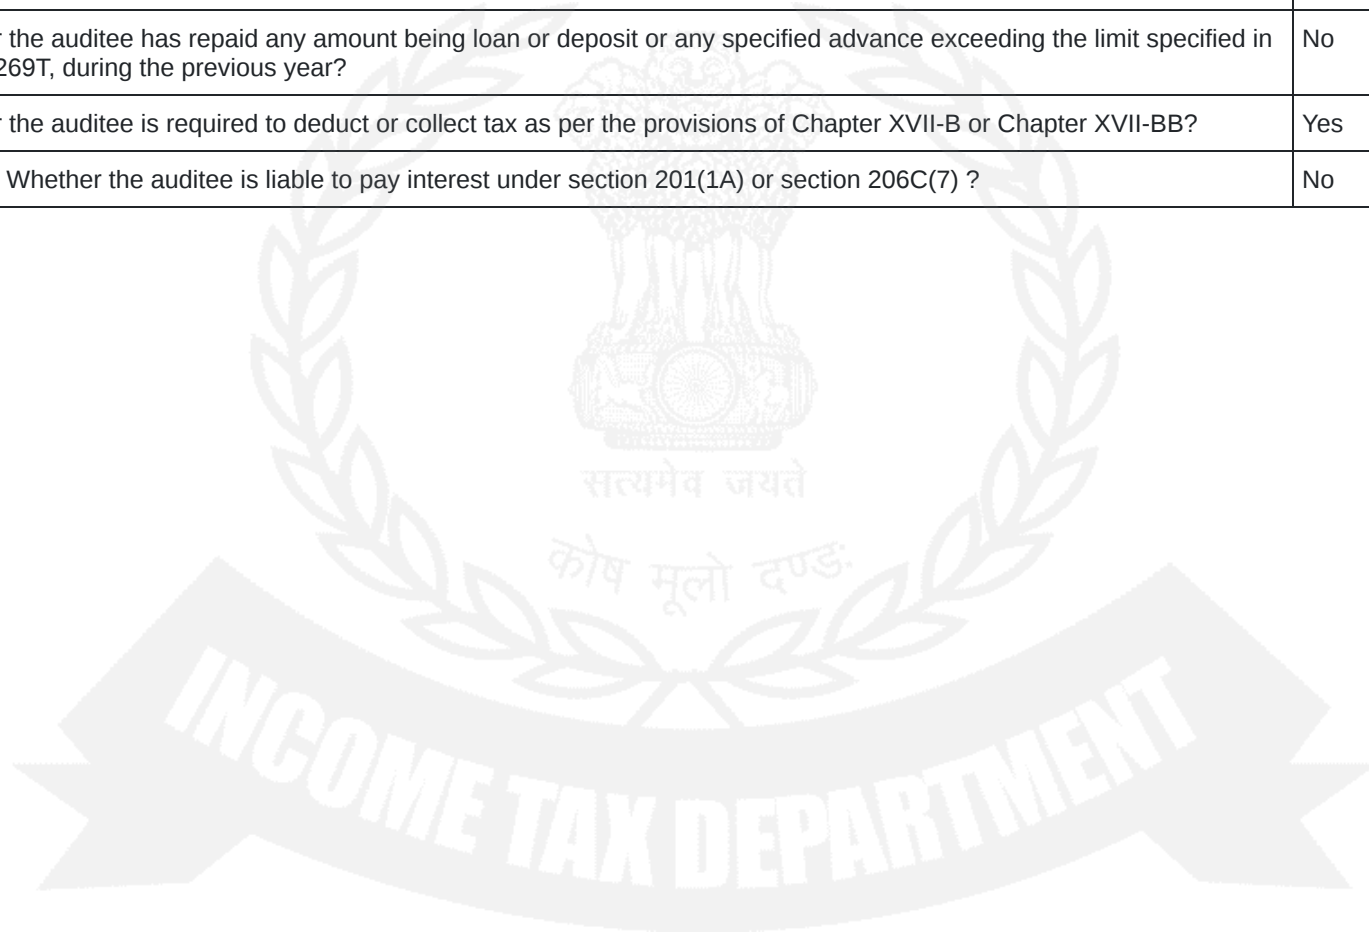 the auditee has repaid any amount being loan or deposit or any specified advance exceeding the limit specified in No
269T, during the previous year?
the auditee is required to deduct or collect tax as per the provisions of Chapter XVII-B or Chapter XVII-BB? Yes
Whether the auditee is liable to pay interest under section 201(1A) or section 206C(7) ? No
सत्यमेव जयते
कोष मूलो दण्डः
INCOME TAX DEPARTMENT